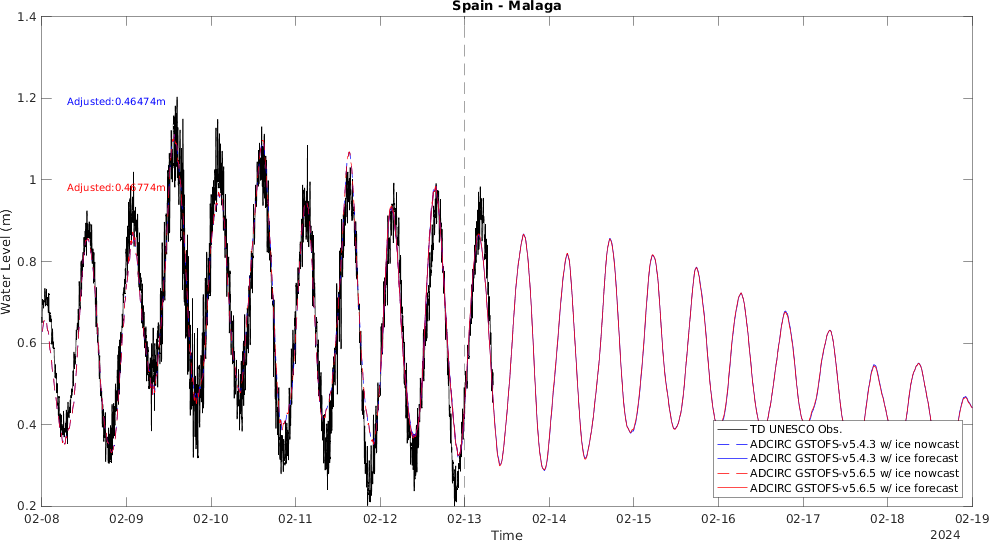 Spain - Malaga
1.4
1.2
1
0.8
0.6
0.4
0.2
Water Level (m)
Adjusted:0.46474m
Adjusted:0.46774m
TD UNESCO Obs.
ADCIRC GSTOFS-v5.4.3 w/ ice nowcast
ADCIRC GSTOFS-v5.4.3 w/ ice forecast
ADCIRC GSTOFS-v5.6.5 w/ ice nowcast
ADCIRC GSTOFS-v5.6.5 w/ ice forecast
02-08 02-09 02-10 02-11 02-12 02-13 02-14 02-15 02-16 02-17 02-18 02-19
Time
2024